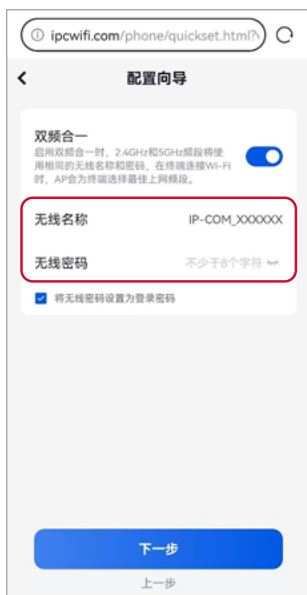 ipcwifi.com/phone/quickset.html?
配置向导
双频合一
启用双频合一时，2.4GHz和5GHz频段将使
用相同的无线名称和密码，在终端连接Wi-Fi
时，AP会为终端选择最佳上网频段。
无线名称 IP-COM_XXXXXX
无线密码 不少于8个字符
将无线密码设置为登录密码
下一步
上一步